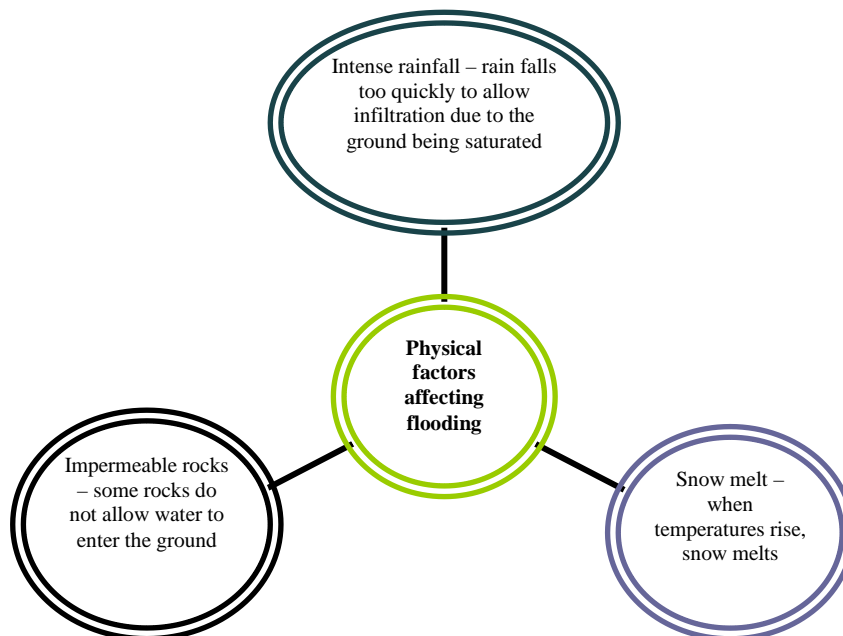 Intense rainfall – rain falls
too quickly to allow
infiltration due to the
ground being saturated
Physical
factors
affecting
flooding
Impermeable rocks
– some rocks do
not allow water to
enter the ground
Snow melt –
when
temperatures rise,
snow melts